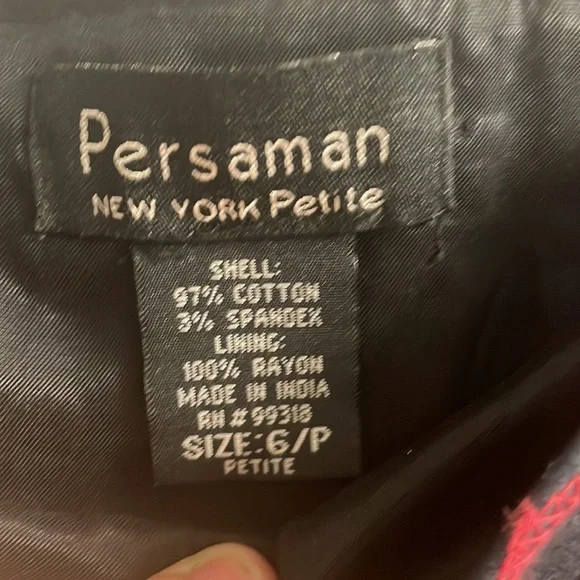 Persaman
NEW YORK Petite
SHELL:
97% COTTON
3% SPANDEX
LINING:
100% RAYON
MADE IN INDIA
RN # 99318
SIZE:6/P
PETITE